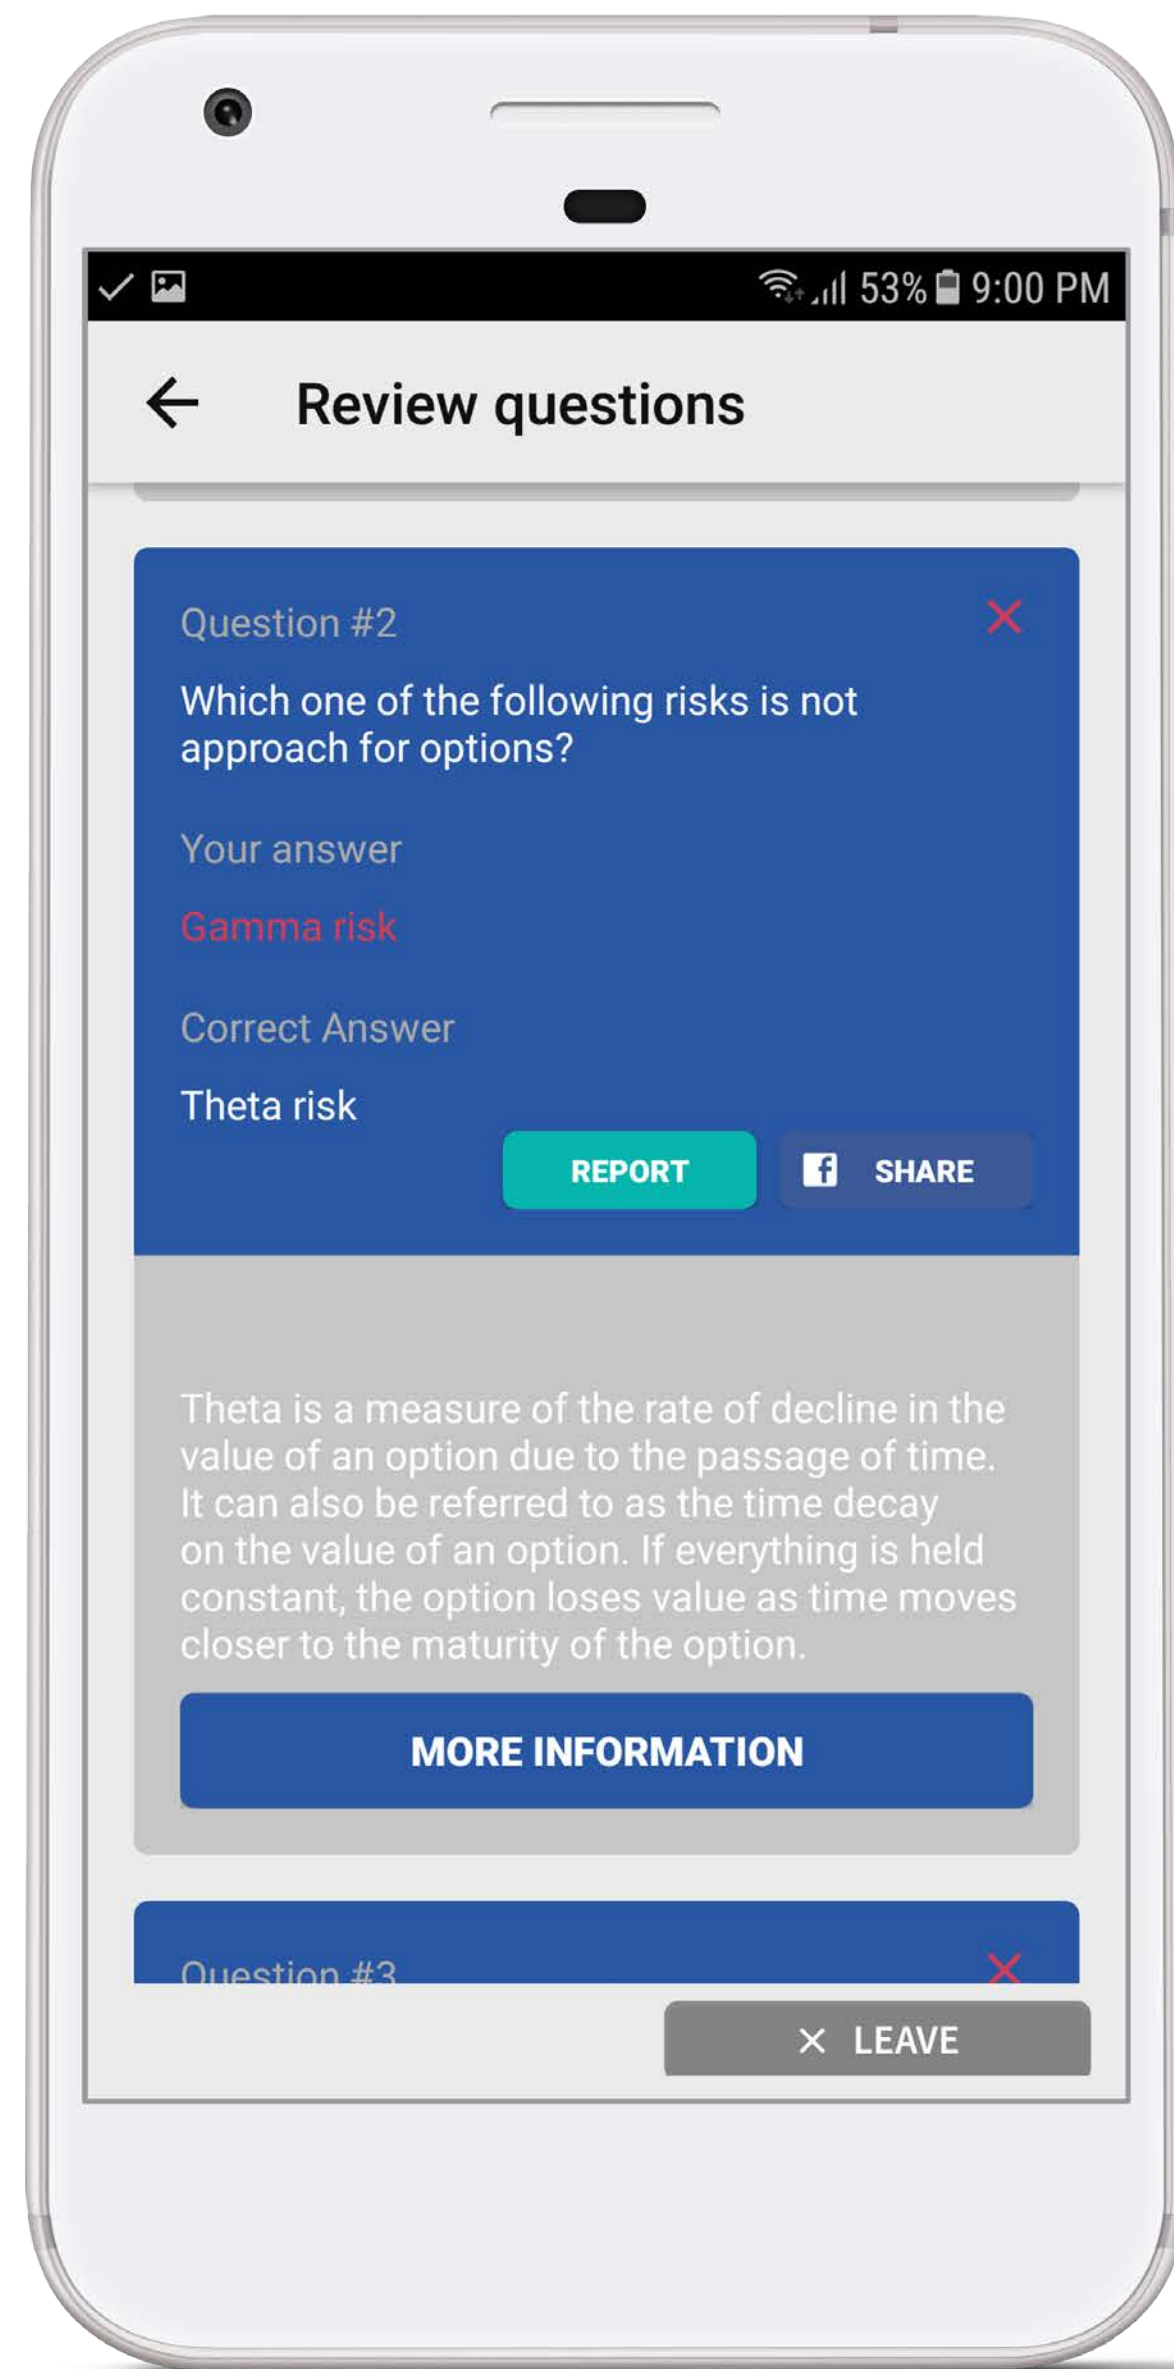 53% 9:00 PM
Review questions
Question #2
Which one of the following risks is not
approach for options?
Your answer
Gamma risk
Correct Answer
Theta risk
REPORT
SHARE
Theta is a measure of the rate of decline in the
value of an option due to the passage of time.
It can also be referred to as the time decay
on the value of an option. If everything is held
constant, the option loses value as time moves
closer to the maturity of the option.
MORE INFORMATION
Question #3
LEAVE